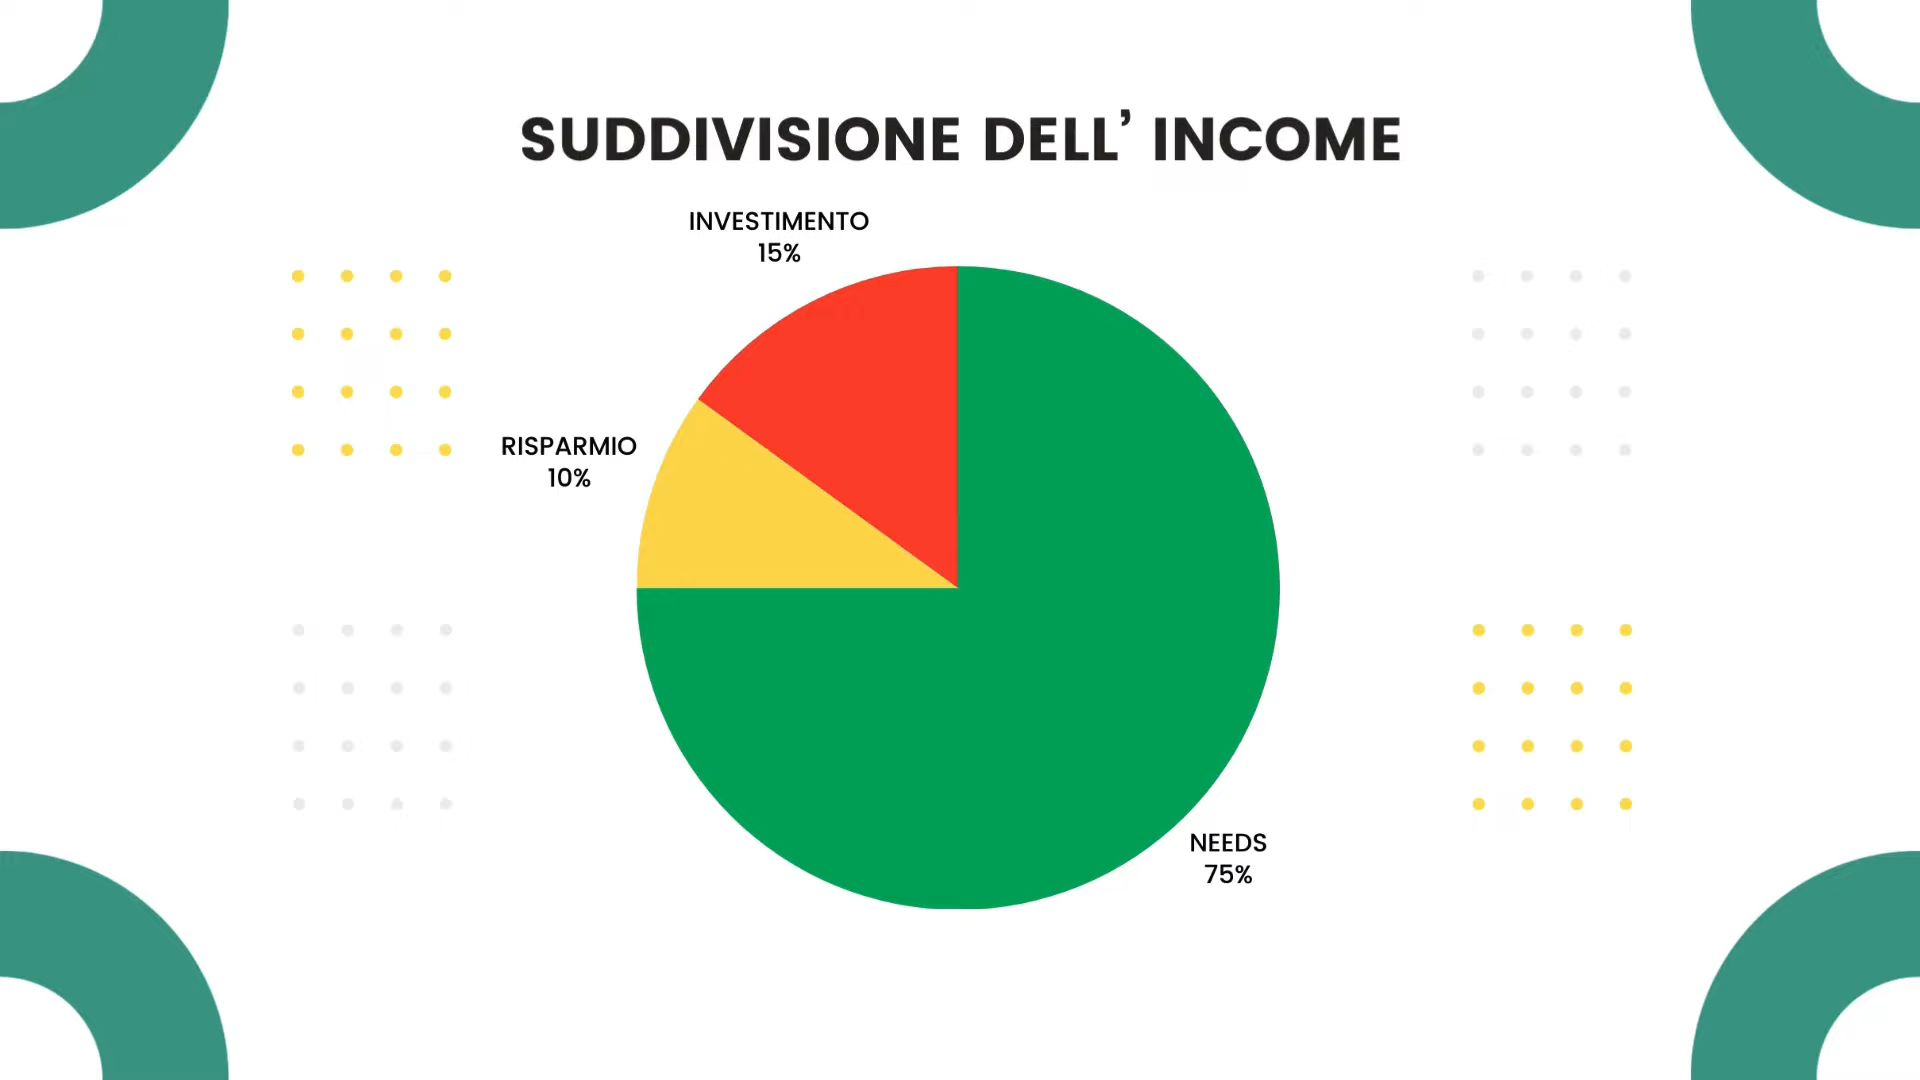 SUDDIVISIONE DELL’ INCOME
INVESTIMENTO
15%
RISPARMIO
10%
NEEDS
75%